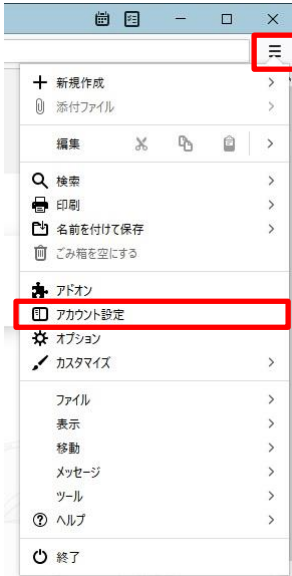 新規作成
添付ファイル
編集
検索
印刷
名前を付けて保存
ごみ箱を空にする
アドオン
アカウント設定
オプション
カスタマイズ
ファイル
表示
移動
メッセージ
ツール
ヘルプ
終了